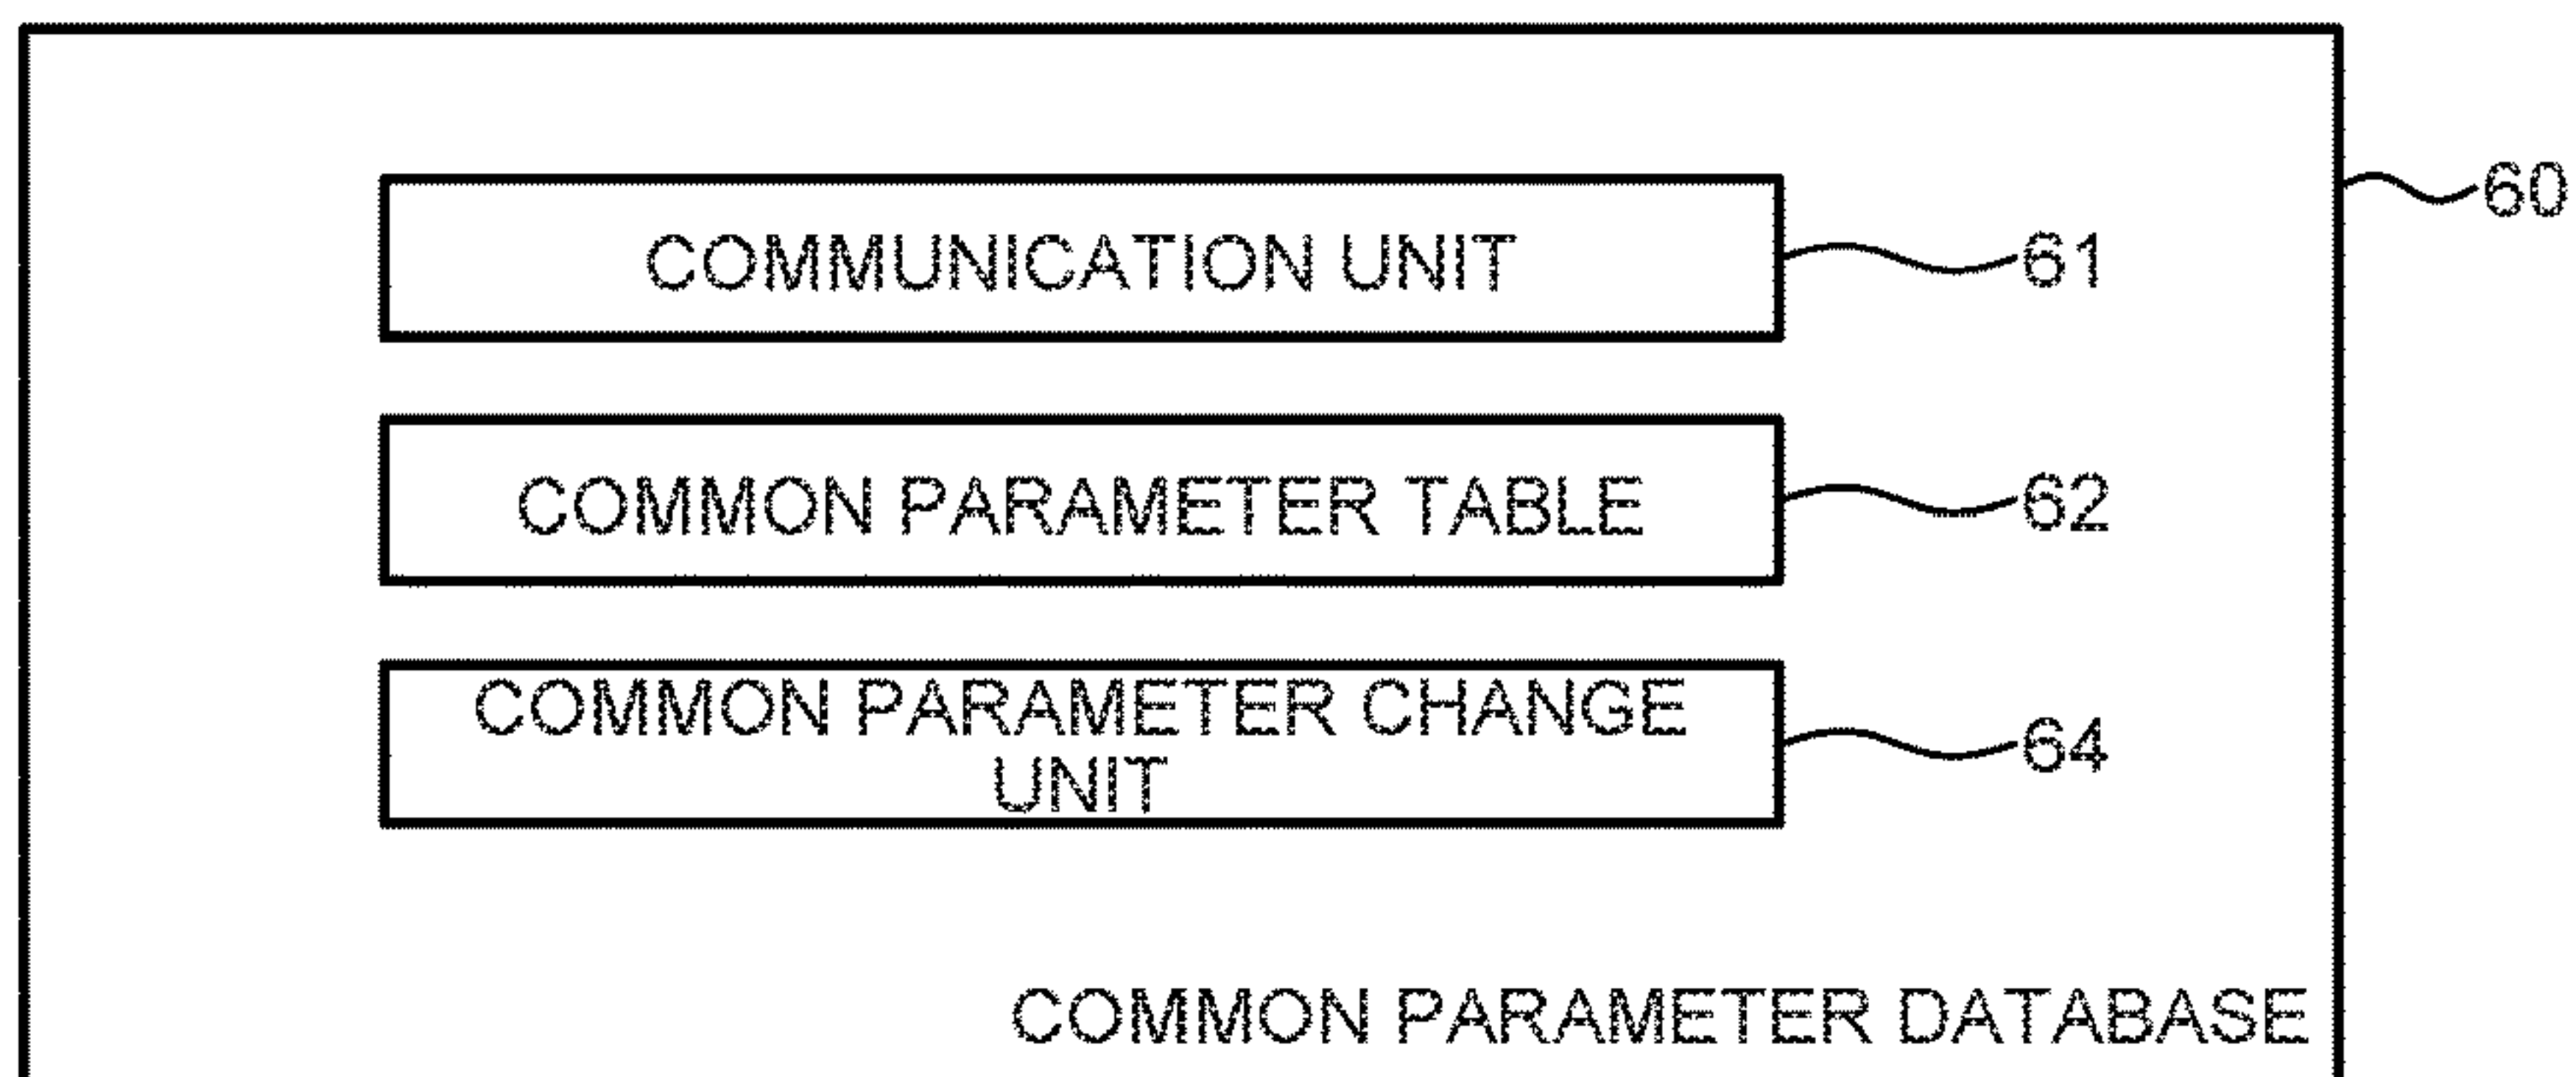 60
COMMUNICATION UNIT 61
COMMON PARAMETER TABLE 62
COMMON PARAMETER CHANGE
UNIT
64
COMMON PARAMETER DATABASE